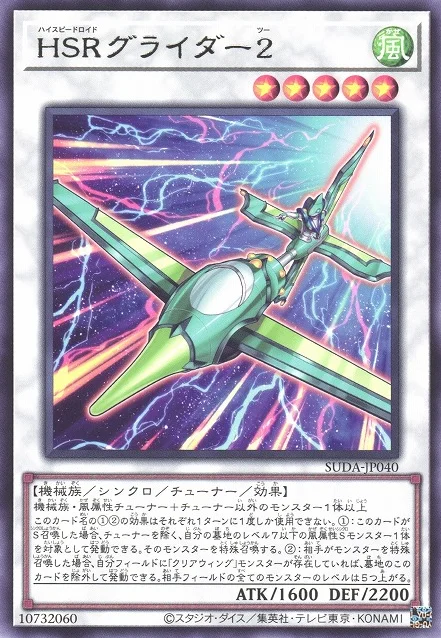 ハイスピードロイド ツー
HSRグライダー2
かぜ
風
SUDA-JP040
【機械族／シンクロ／チューナー／効果】
機械族・風属性チューナー＋チューナー以外のモンスター1体以上
このカード名の①②の効果はそれぞれ1ターンに1度しか使用できない。①：このカードが
S召喚した場合、チューナーを除く、自分の墓地のレベル7以下の風属性Sモンスター1体
を対象として発動できる。そのモンスターを特殊召喚する。②：相手がモンスターを特殊
召喚した場合、自分フィールドに「クリアウィング」モンスターが存在していれば、墓地のこ
のカードを除外して発動できる。相手フィールドの全てのモンスターのレベルは5つ上がる。
ATK/1600 DEF/2200
10732060
©スタジオ・ダイス／集英社・テレビ東京・KONAMI